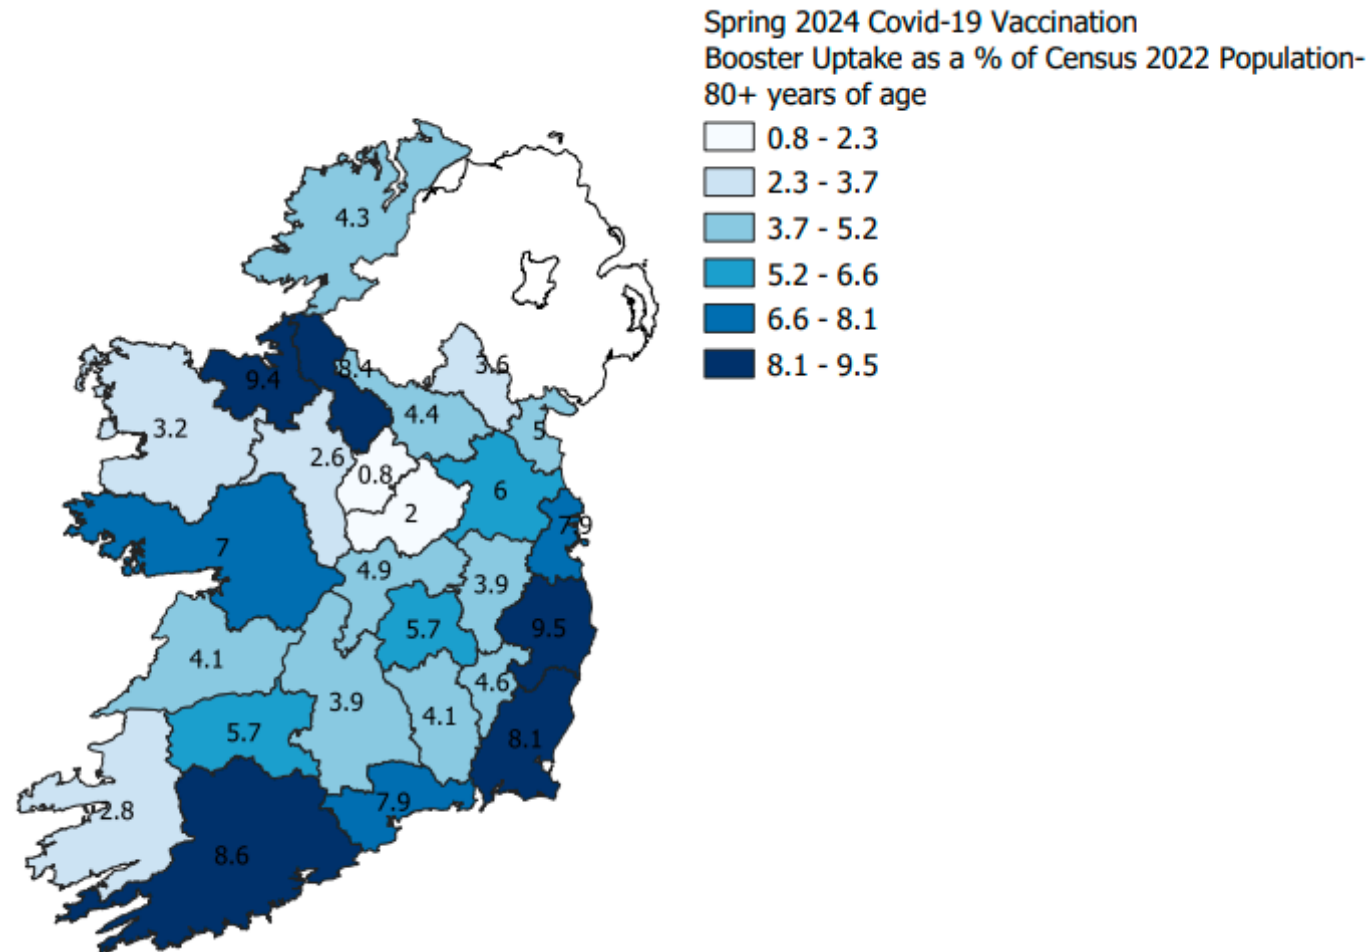 Spring 2024 Covid-19 Vaccination
Booster Uptake as a % of Census 2022 Population-
80+ years of age
0.8 - 2.3
2.3 - 3.7
3.7 - 5.2
5.2 - 6.6
6.6 - 8.1
8.1 - 9.5
4.3
8.4
3.6
9.4
4.4
3.2
5
2.6
0.8
6
2
7.9
7
4.9
3.9
5.7
9.5
4.1
4.6
3.9
4.1
5.7
8.1
7.9
2.8
8.6